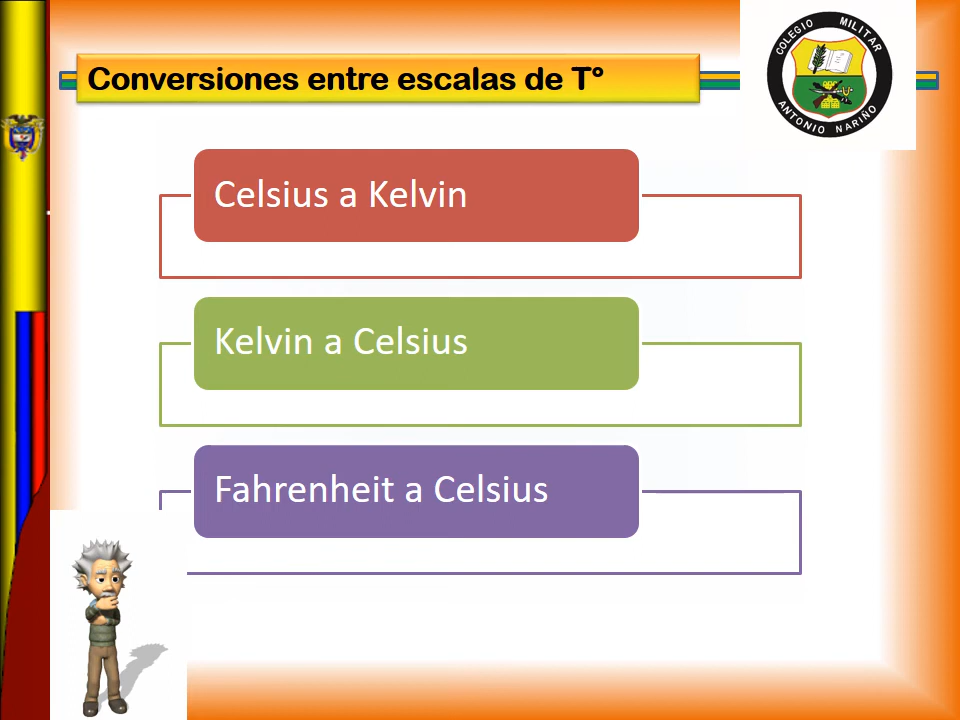 Conversiones entre escalas de T°
COLEGIO MILITAR
ANTONIO NARIÑO
Celsius a Kelvin
Kelvin a Celsius
Fahrenheit a Celsius